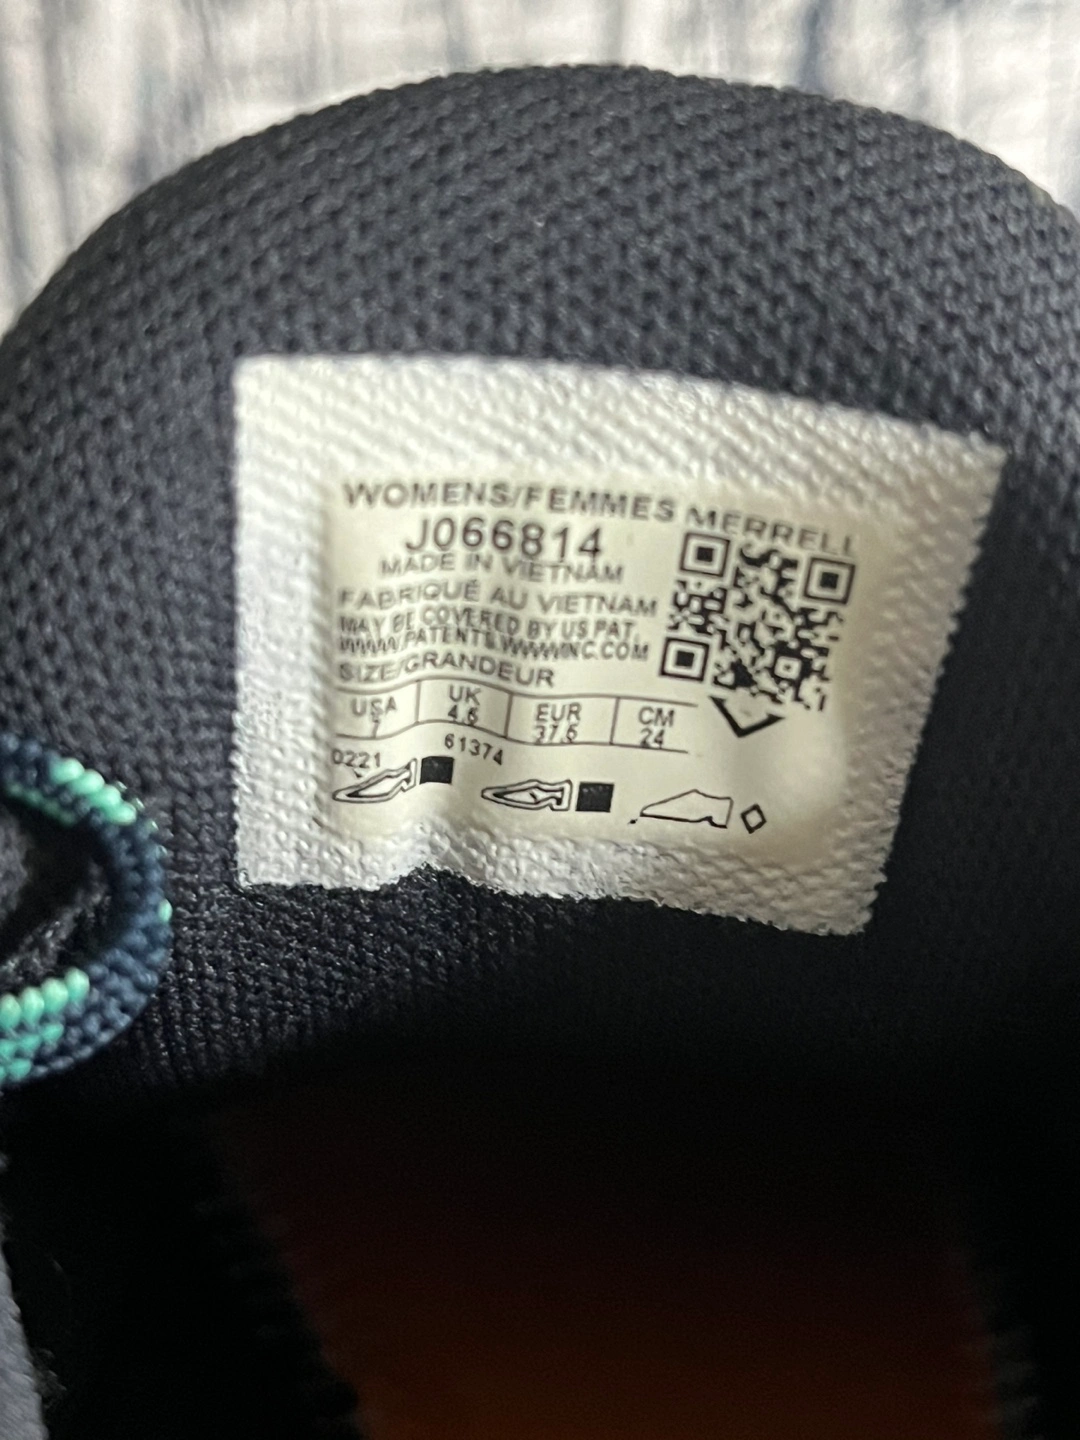 WOMENS/FEMMES MERRELL
J066814
MADE IN VIETNAM
FABRIQUÉ AU VIETNAM
MAY BE COVERED BY US PAT.
WWW/PATENTS.WWWINC.COM
SIZE/GRANDEUR
USA UK EUR CM
7 4.5 37.5 24
0221 61374